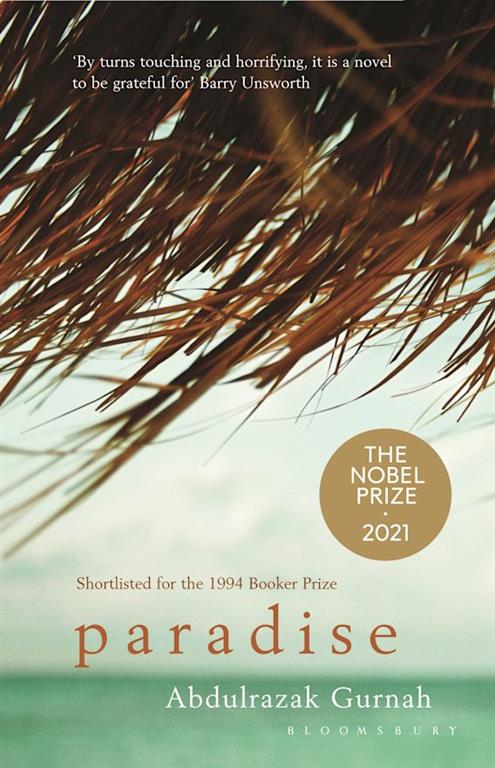 ‘By turns touching and horrifying, it is a novel
to be grateful for’ Barry Unsworth
THE
NOBEL
PRIZE
·
2021
Shortlisted for the 1994 Booker Prize
paradise
Abdulrazak Gurnah
BLOOMSBURY